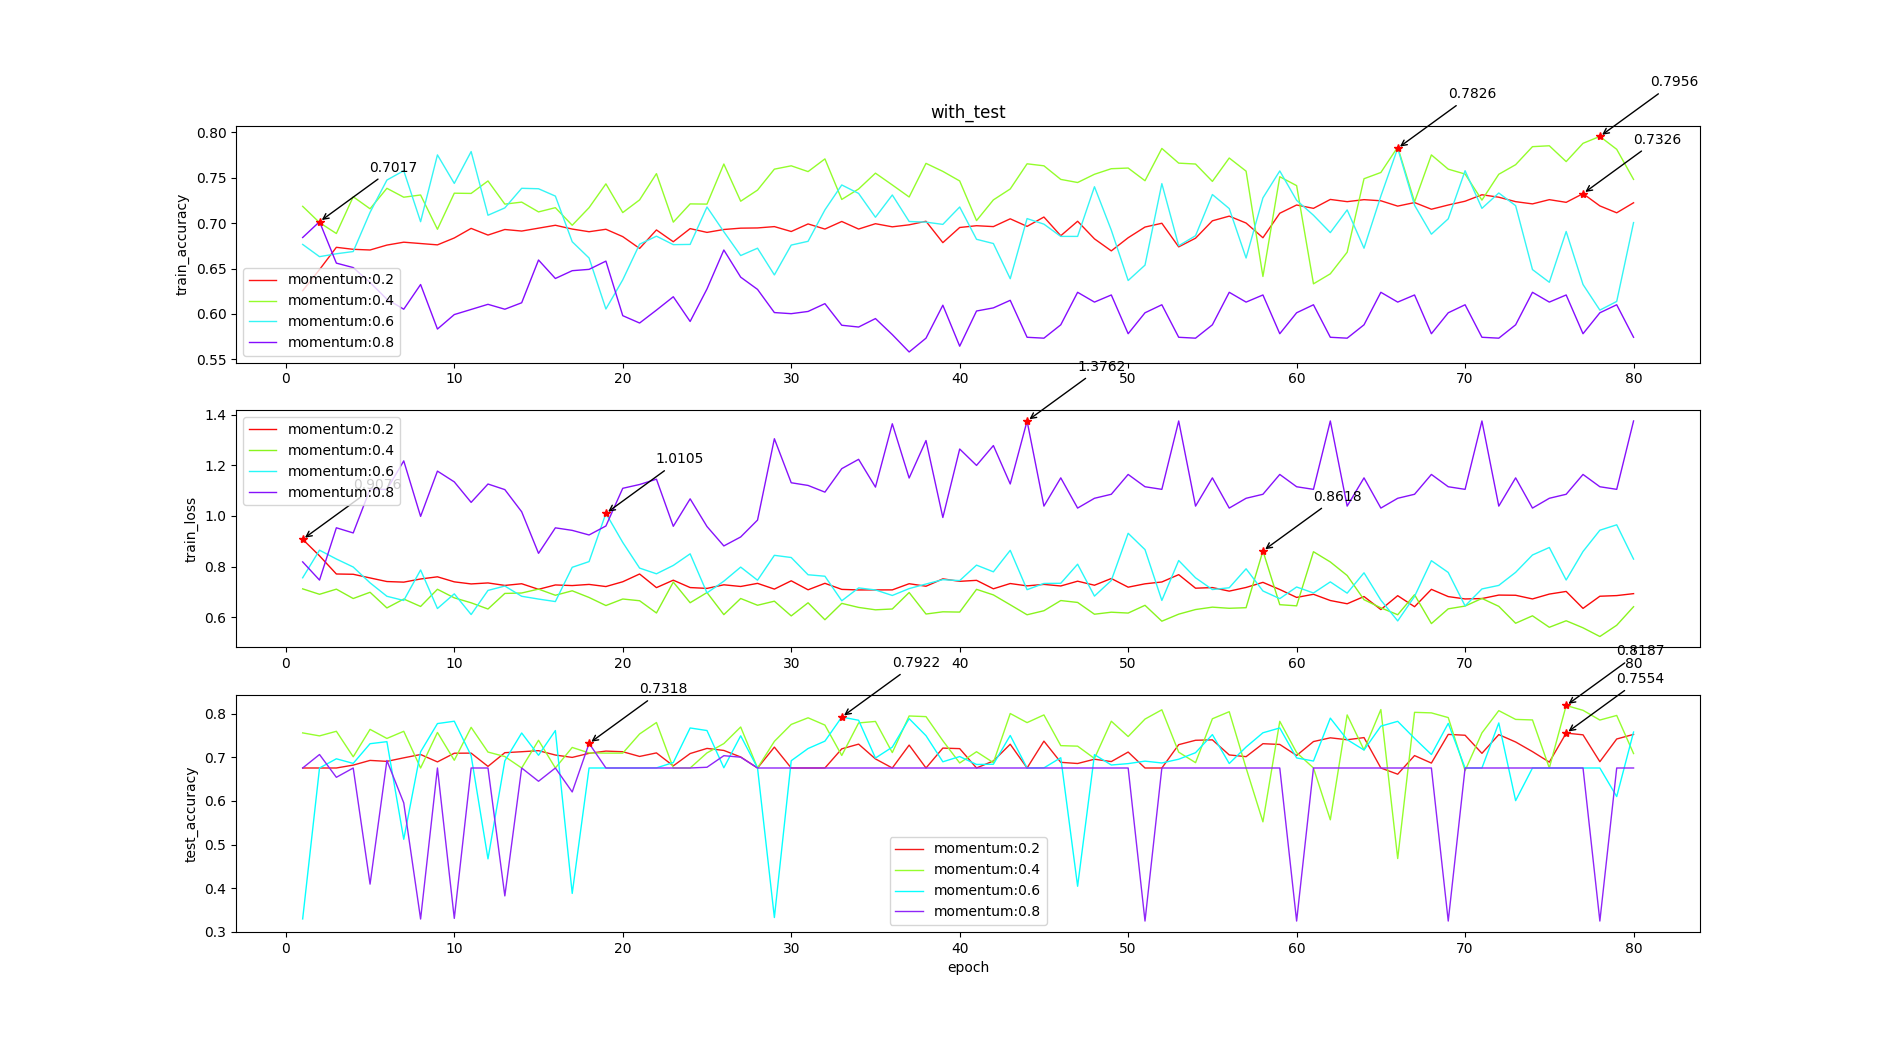 0.7956
0.7826
with_test
0.7326
0.7017
train_accuracy
0.80
0.75
0.70
0.65
0.60
0.55
momentum:0.2
momentum:0.4
momentum:0.6
momentum:0.8
0 10 20 30 40 50 60 70 80
1.3762
train_loss
1.4
1.2
1.0
0.8
0.6
momentum:0.2
momentum:0.4
momentum:0.6
momentum:0.8
0.9076
1.0105
0.8618
0 10 20 30 40 50 60 70 80
0.8187
0.7922
0.7554
0.7318
test_accuracy
0.8
0.7
0.6
0.5
0.4
0.3
momentum:0.2
momentum:0.4
momentum:0.6
momentum:0.8
0 10 20 30 40 50 60 70 80
epoch